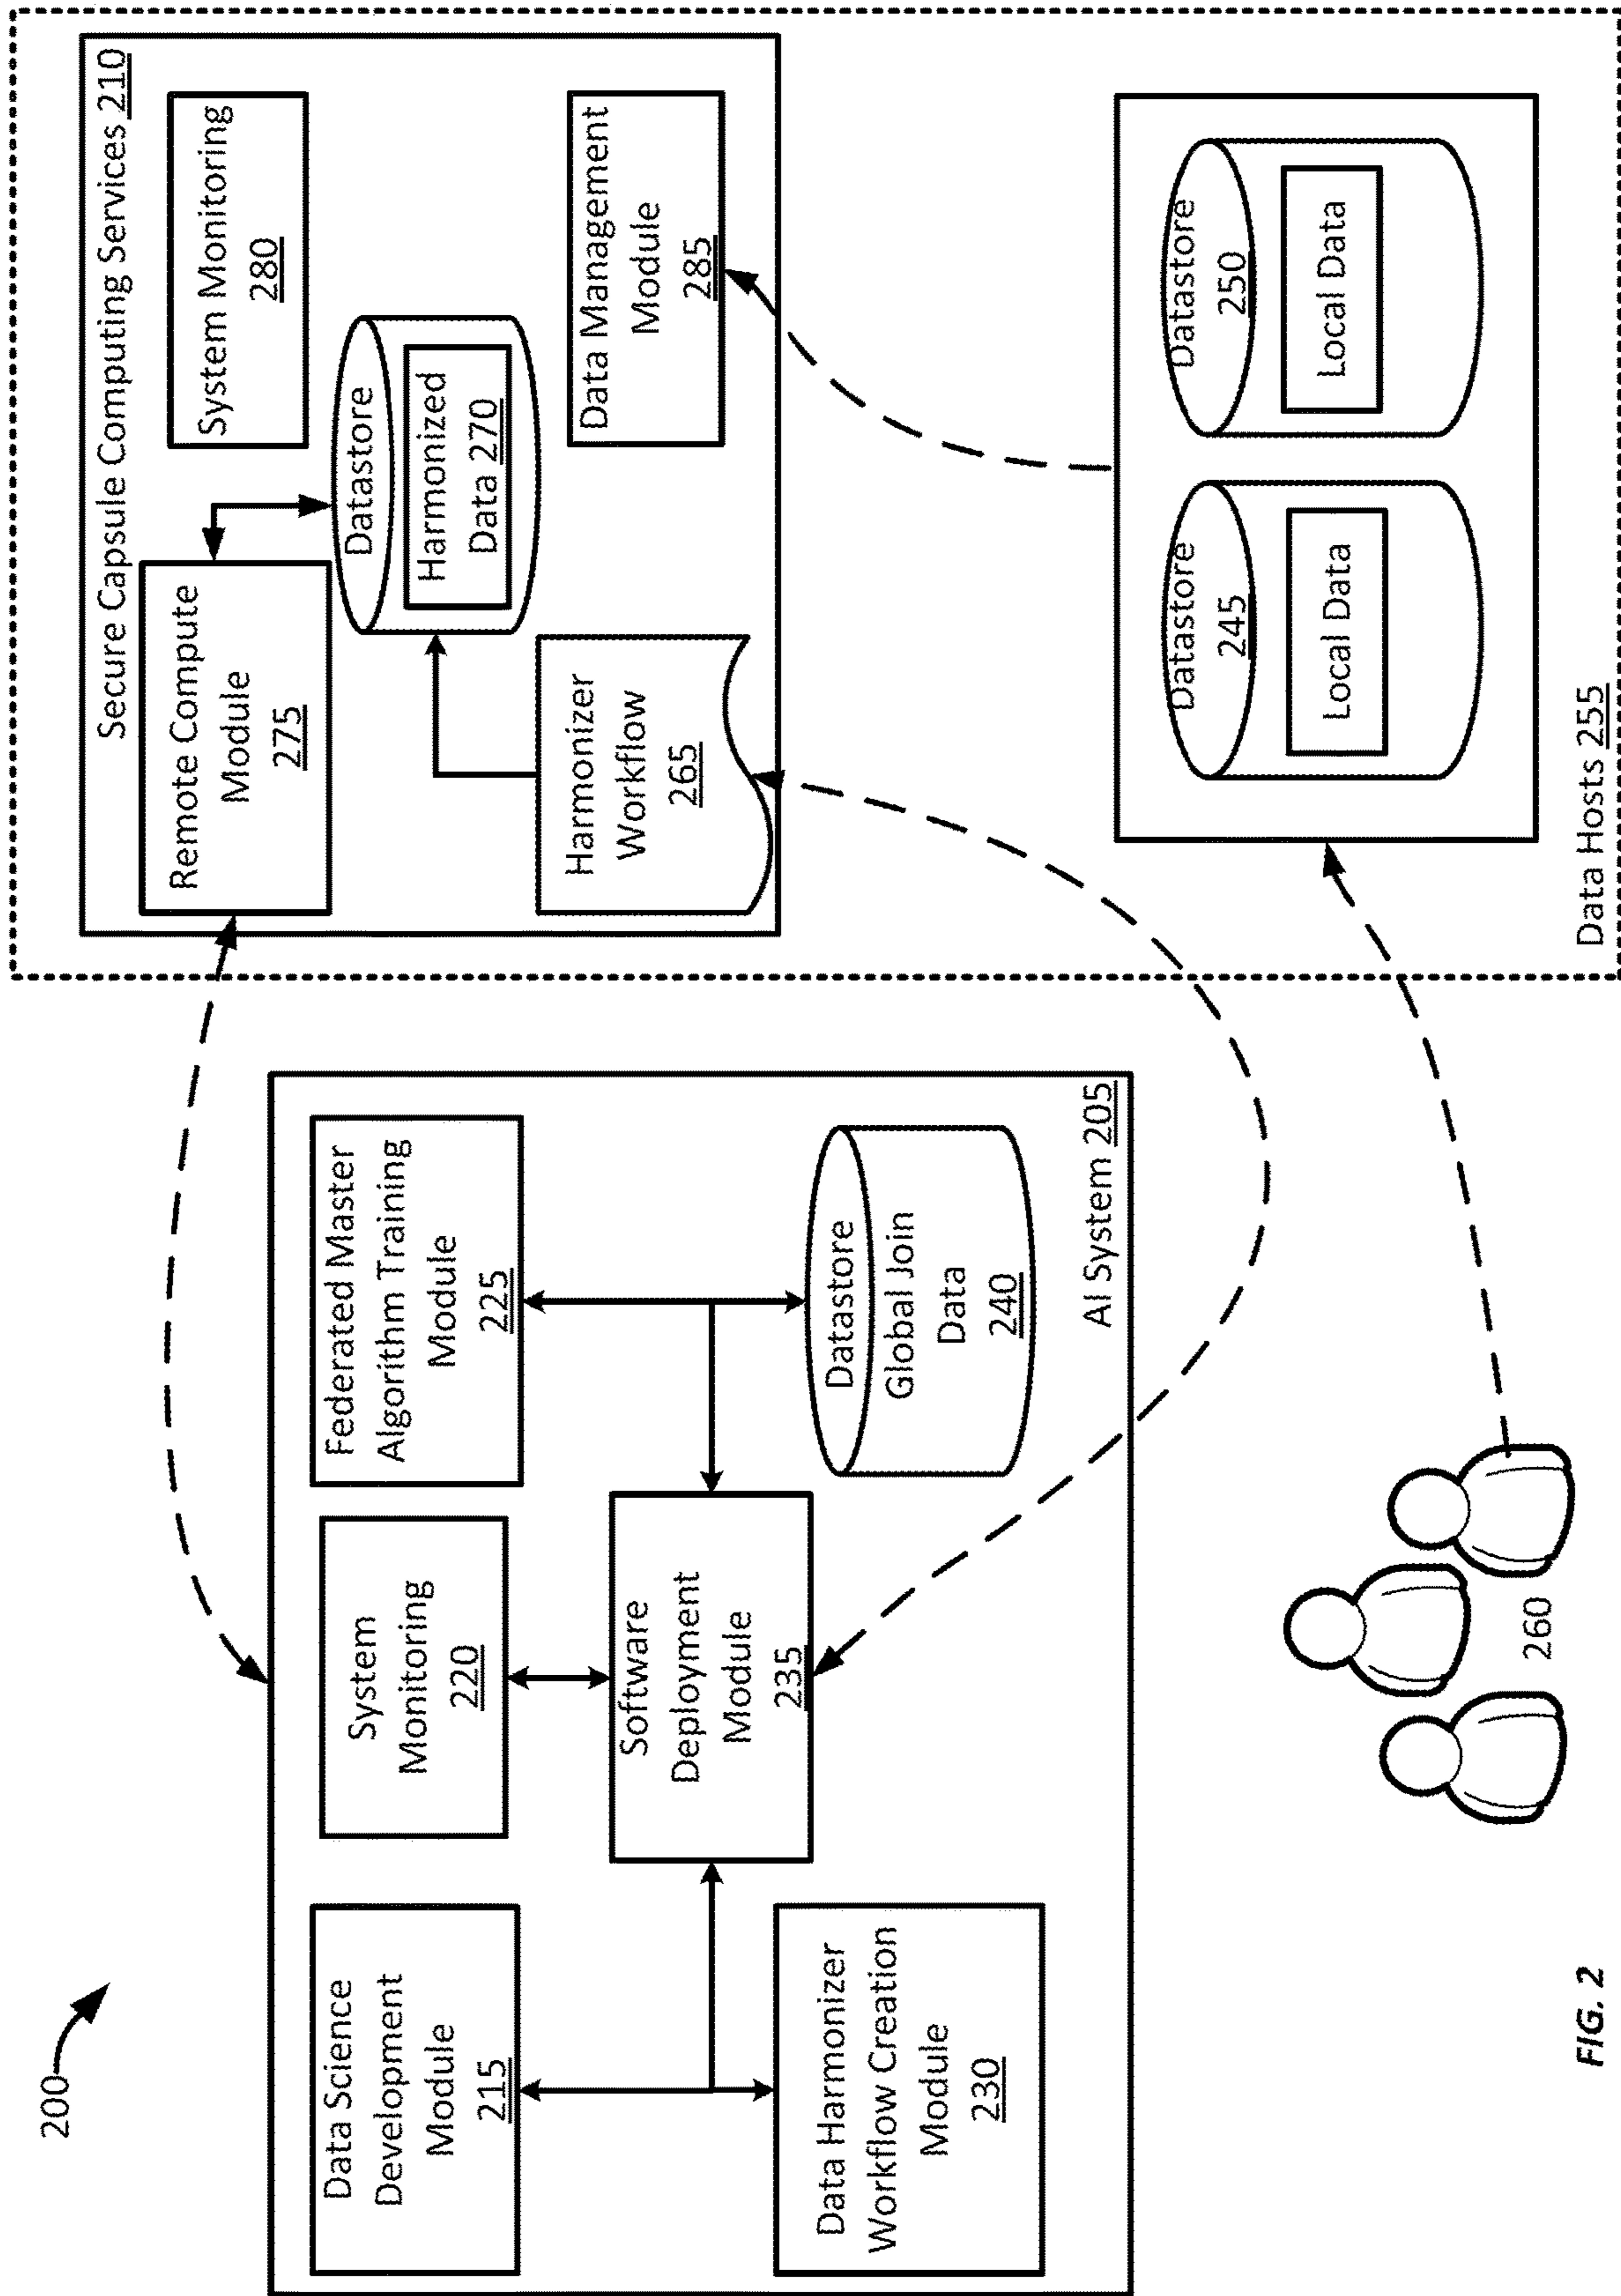 200
Data Science
Development
Module
215
System
Monitoring
220
Federated Master
Algorithm Training
Module
225
Data Harmonizer
Workflow Creation
Module
230
Software
Deployment
Module
235
Datastore
Global Join
Data
240
AI System 205
260
Secure Capsule Computing Services 210
Remote Compute
Module
275
System Monitoring
280
Datastore
Harmonized
Data 270
Harmonizer
Workflow
265
Data Management
Module
285
Datastore
245
Local Data
Datastore
250
Local Data
Data Hosts 255
FIG. 2